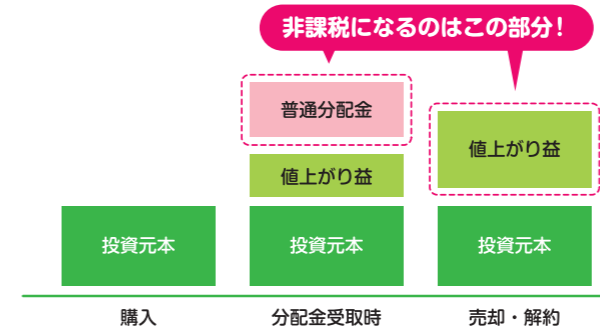 非課税になるのはこの部分！
普通分配金
値上がり益
値上がり益
投資元本
投資元本
投資元本
購入
分配金受取時
売却・解約